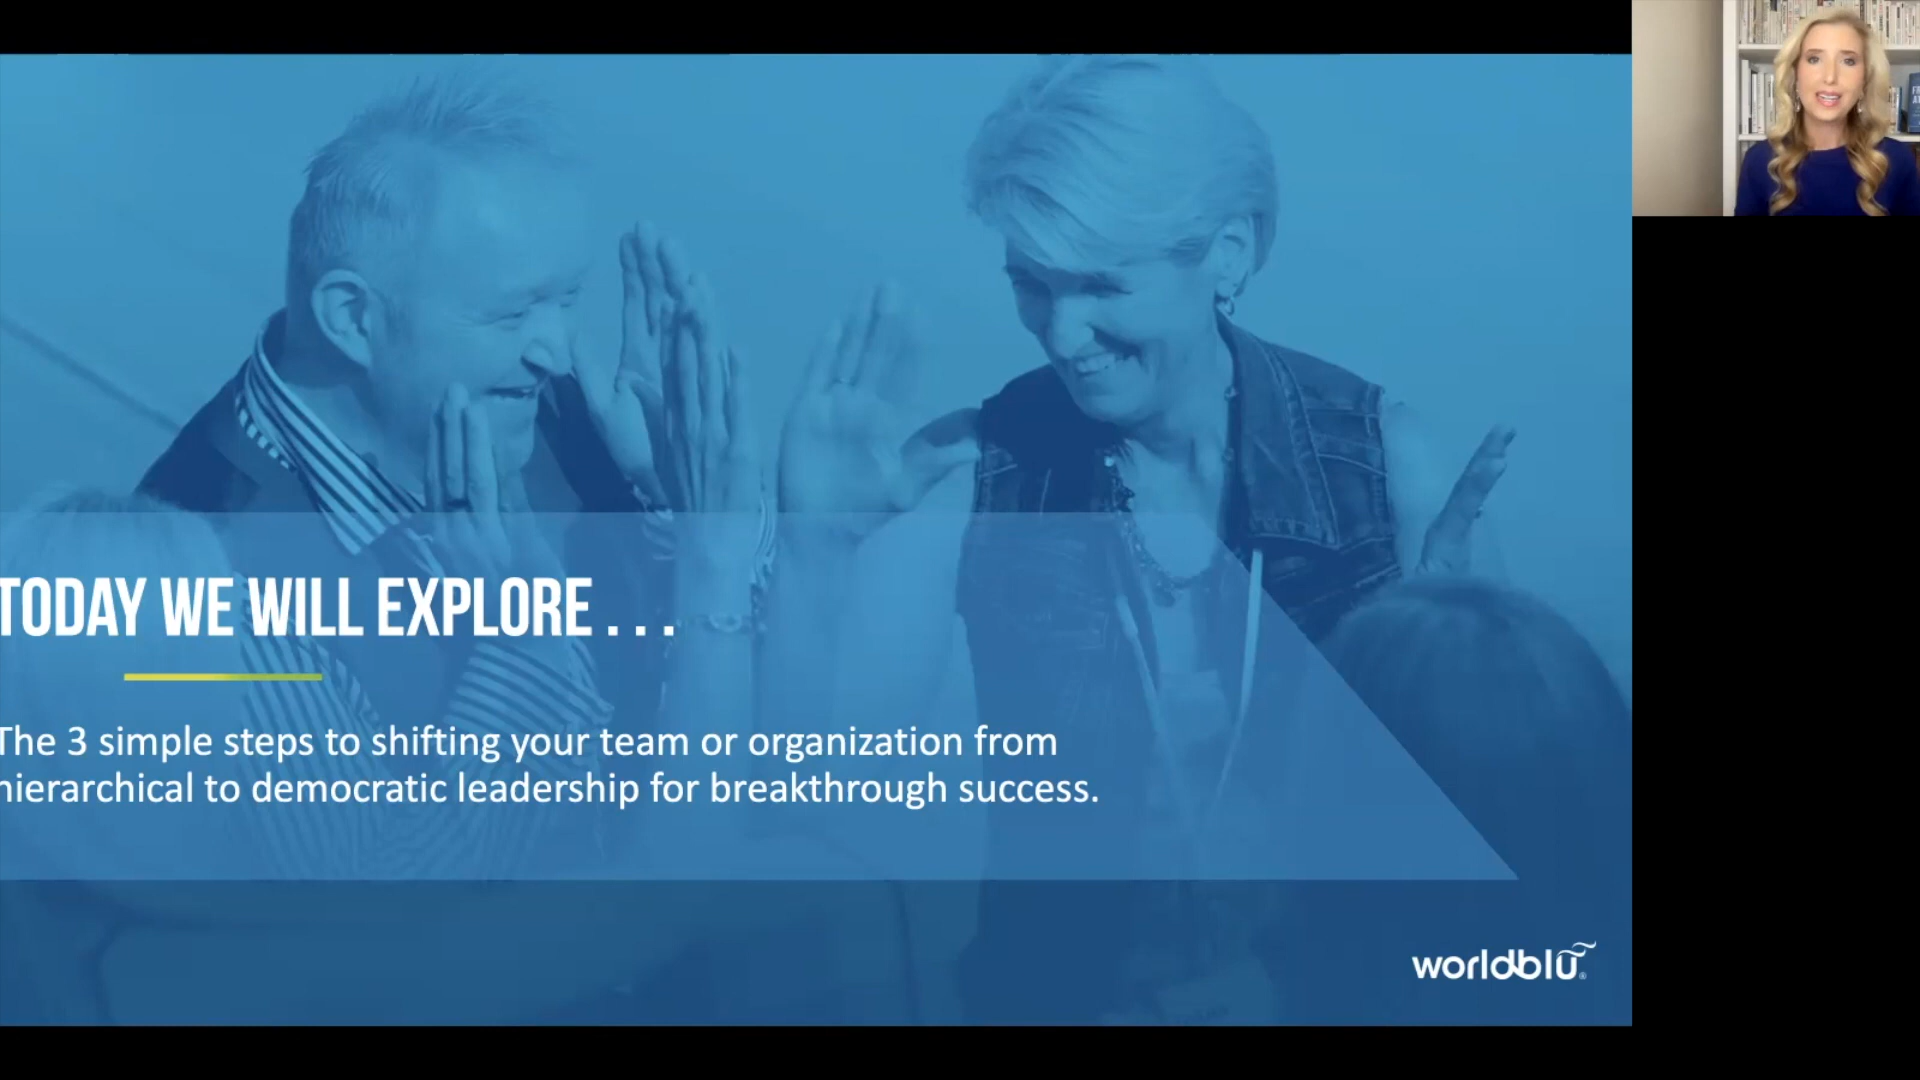 TODAY WE WILL EXPLORE . . .
The 3 simple steps to shifting your team or organization from
hierarchical to democratic leadership for breakthrough success.
worldblu®